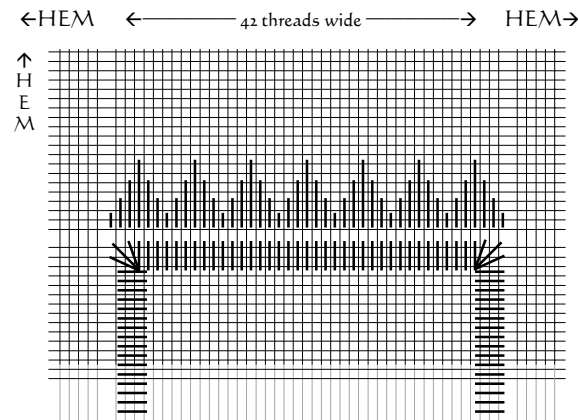 ←HEM ←——— 42 threads wide ———→ HEM→
↑
H
E
M